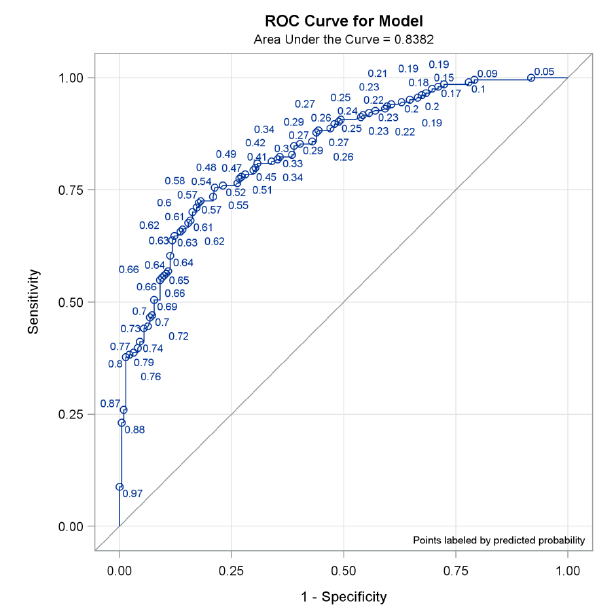 ROC Curve for Model
Area Under the Curve = 0.8382
0.19
0.21 0.19
0.05
1.00
0.15 0.09
0.23 0.18
0.25 0.17 0.1
0.27 0.22 0.2 0.2
0.24
0.29 0.26 0.23 0.19
0.34 0.27 0.25 0.23 0.22
0.42 0.3 0.29 0.27
0.49 0.41 0.33 0.26
0.48 0.47 0.45 0.34
0.58 0.54 0.52 0.51
0.75
0.57 0.55
0.6 0.57
0.61
0.62 0.61
0.63 0.63 0.62
0.66 0.64 0.64
0.65
0.66 0.66
0.50
0.69
0.7 0.7
0.73 0.72
0.77 0.74
0.8 0.79
0.76
0.87
0.25
0.88
0.97
0.00
Sensitivity
Points labeled by predicted probability
0.00 0.25 0.50 0.75 1.00
1 - Specificity